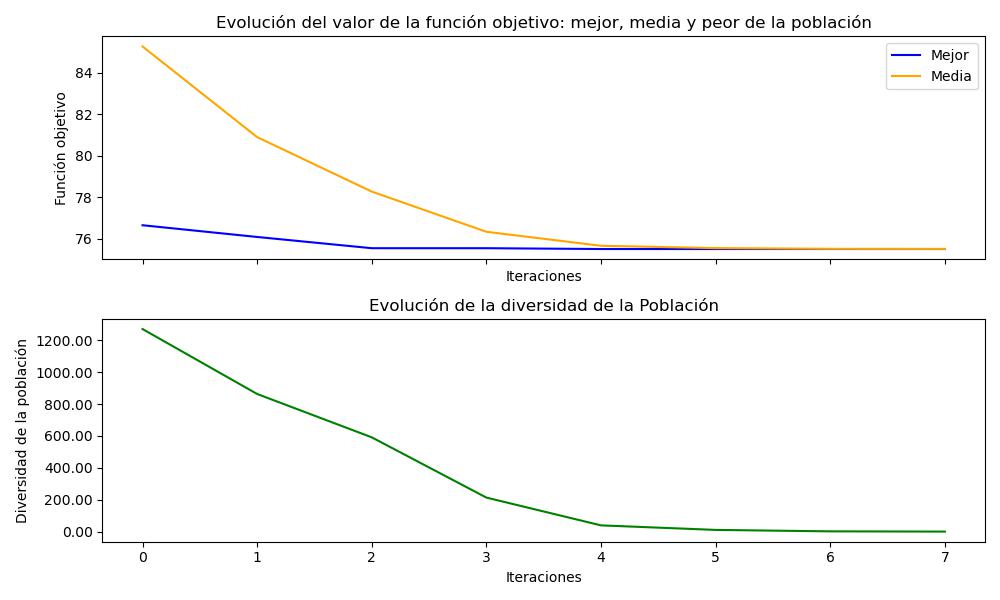 Evolución del valor de la función objetivo: mejor, media y peor de la población
Función objetivo
84
82
80
78
76
Mejor
Media
Iteraciones
Evolución de la diversidad de la Población
Diversidad de la población
1200.00
1000.00
800.00
600.00
400.00
200.00
0.00
0 1 2 3 4 5 6 7
Iteraciones